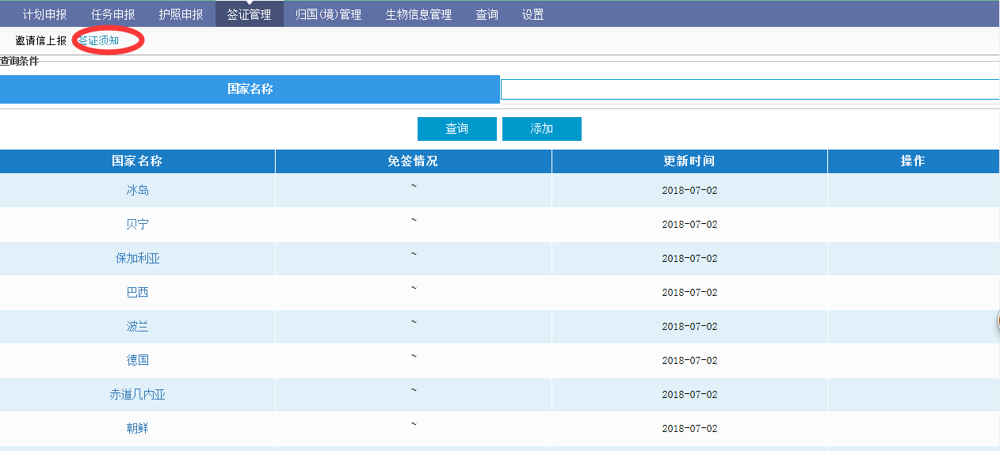 计划申报 任务申报 护照申报 签证管理 归国(境)管理 生物信息管理 查询 设置
邀请信上报 签证须知
查询条件
国家名称
查询 添加
国家名称 免签情况 更新时间 操作
冰岛 ~ 2018-07-02
贝宁 ~ 2018-07-02
保加利亚 ~ 2018-07-02
巴西 ~ 2018-07-02
波兰 ~ 2018-07-02
德国 ~ 2018-07-02
赤道几内亚 ~ 2018-07-02
朝鲜 ~ 2018-07-02